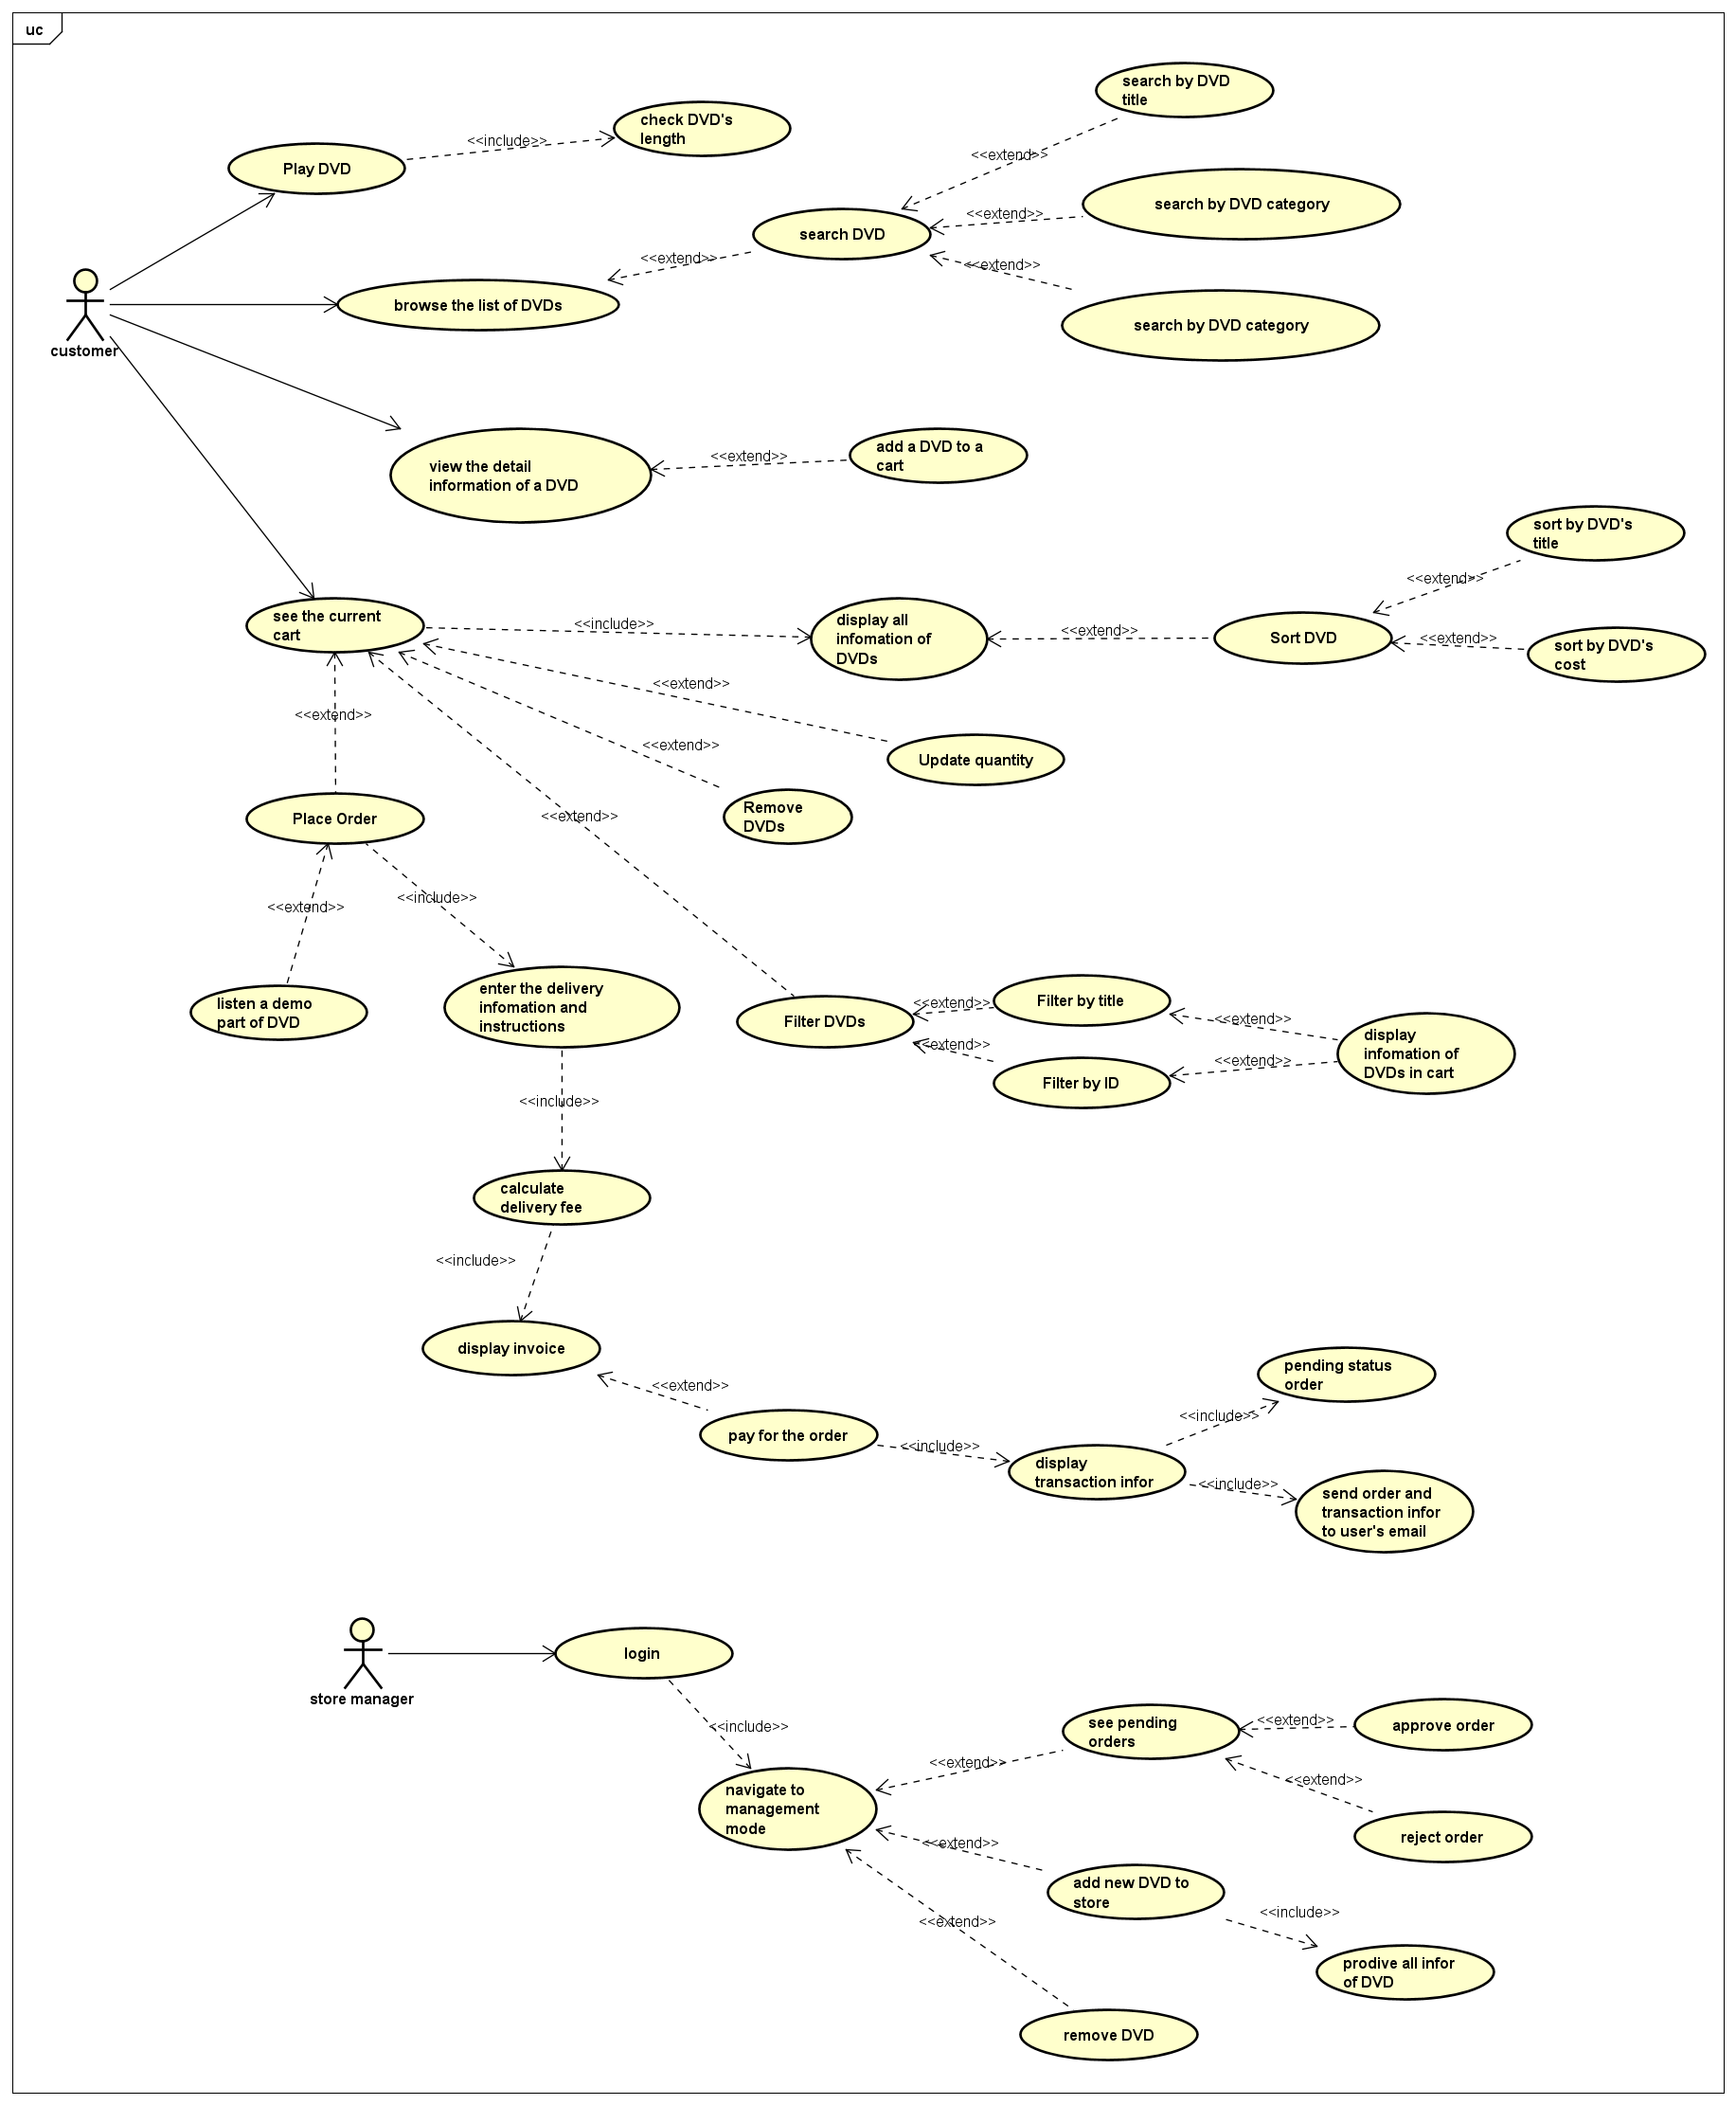 uc
search by DVD
title
check DVD's
length
<<include>>
<<extend>>
Play DVD
search by DVD category
<<extend>>
search DVD
<<extend>>
<<extend>>
browse the list of DVDs
search by DVD category
customer
add a DVD to a
cart
<<extend>>
view the detail
information of a DVD
sort by DVD's
title
<<extend>>
see the current
cart
<<include>>
display all
infomation of
DVDs
<<extend>>
Sort DVD
<<extend>>
sort by DVD's
cost
<<extend>>
<<extend>>
<<extend>>
Update quantity
Remove
DVDs
<<extend>>
Place Order
<<include>>
<<extend>>
listen a demo
part of DVD
enter the delivery
infomation and
instructions
Filter DVDs
<<extend>>
Filter by title
<<extend>>
<<extend>>
Filter by ID
<<extend>>
display
infomation of
DVDs in cart
<<include>>
calculate
delivery fee
<<include>>
display invoice
<<extend>>
pay for the order
<<include>>
display
transaction infor
<<include>>
pending status
order
<<include>>
send order and
transaction infor
to user's email
store manager
login
<<include>>
navigate to
management
mode
<<extend>>
see pending
orders
<<extend>>
approve order
<<extend>>
reject order
<<extend>>
add new DVD to
store
<<include>>
prodive all infor
of DVD
<<extend>>
remove DVD